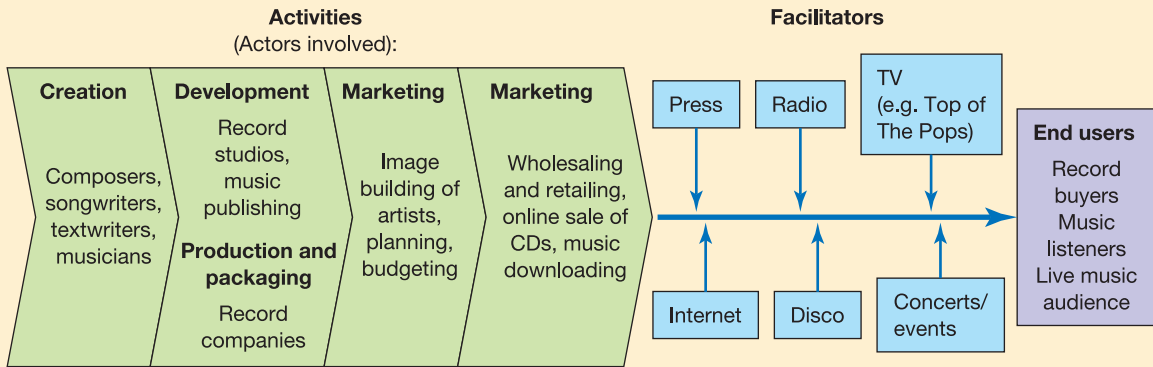 Activities
(Actors involved):
Facilitators
Creation
Composers,
songwriters,
textwriters,
musicians
Development
Record
studios,
music
publishing
Production and
packaging
Record
companies
Marketing
Image
building of
artists,
planning,
budgeting
Marketing
Wholesaling
and retailing,
online sale of
CDs, music
downloading
Press
Radio
TV
(e.g. Top of
The Pops)
Internet
Disco
Concerts/
events
End users
Record
buyers
Music
listeners
Live music
audience